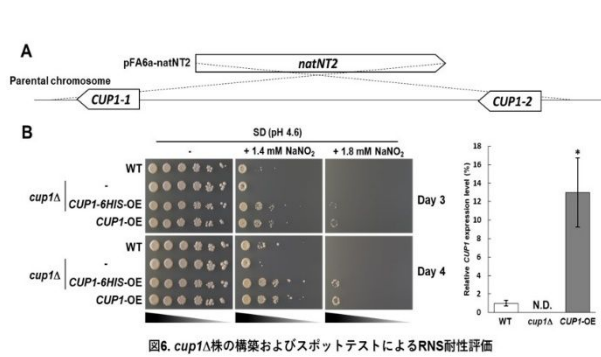 A
pFA6a-natNT2
natNT2
Parental chromosome
CUP1-1
CUP1-2
B
SD (pH 4.6)
-
+ 1.4 mM NaNO₂
+ 1.8 mM NaNO₂
WT
cup1Δ
-
CUP1-6HIS-OE
CUP1-OE
Day 3
WT
cup1Δ
-
CUP1-6HIS-OE
CUP1-OE
Day 4
Relative CUP1 expression level (%)
18
16
14
12
10
8
6
4
2
0
*
N.D.
WT cup1Δ CUP1-OE
図6. cup1Δ株の構築およびスポットテストによるRNS耐性評価